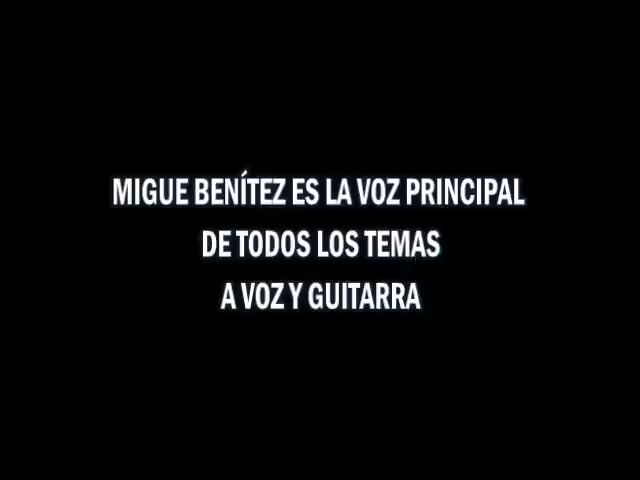 MIGUE BENÍTEZ ES LA VOZ PRINCIPAL
DE TODOS LOS TEMAS
A VOZ Y GUITARRA